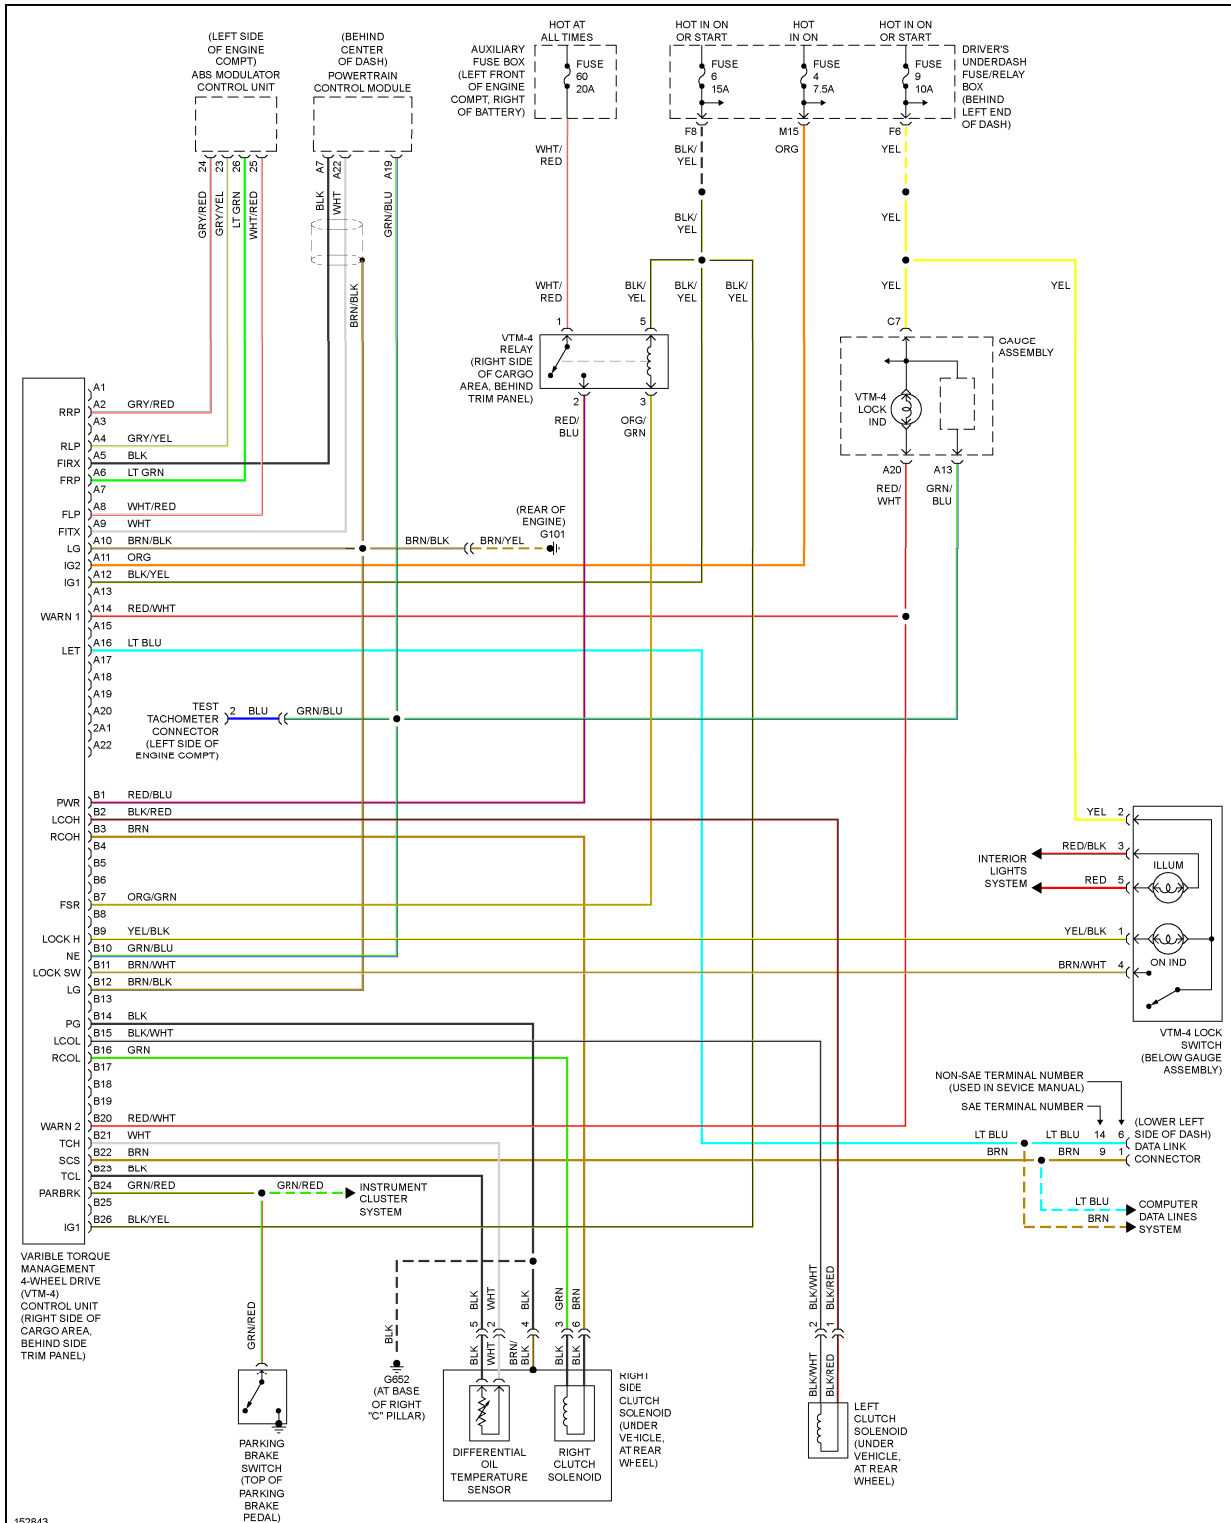 (LEFT SIDE
OF ENGINE
COMPT)
ABS MODULATOR
CONTROL UNIT
(BEHIND
CENTER
OF DASH)
POWERTRAIN
CONTROL MODULE
AUXILIARY
FUSE BOX
(LEFT FRONT
OF ENGINE
COMPT, RIGHT
OF BATTERY)
HOT AT
ALL TIMES
FUSE
60
20A
HOT IN ON
OR START
FUSE
6
15A
HOT
IN ON
FUSE
4
7.5A
HOT IN ON
OR START
FUSE
9
10A
DRIVER'S
UNDERDASH
FUSE/RELAY
BOX
(BEHIND
LEFT END
OF DASH)
F8
M15
F6
24
23
26
25
A7
A22
A19
GRY/RED
GRY/YEL
LT GRN
WHT/RED
BLK
WHT
GRN/BLU
BRN/BLK
WHT/
RED
BLK/
YEL
ORG
YEL
BLK/
YEL
YEL
WHT/
RED
BLK/
YEL
BLK/
YEL
BLK/
YEL
YEL
YEL
1
5
C7
VTM-4
RELAY
(RIGHT SIDE
OF CARGO
AREA, BEHIND
TRIM PANEL)
2
3
RED/
BLU
ORG/
GRN
GAUGE
ASSEMBLY
VTM-4
LOCK
IND
A20
A13
RED/
WHT
GRN/
BLU
A1
RRP A2 GRY/RED
A3
RLP A4 GRY/YEL
FIRX A5 BLK
FRP A6 LT GRN
A7
FLP A8 WHT/RED
FITX A9 WHT
LG A10 BRN/BLK
BRN/BLK
BRN/YEL
(REAR OF
ENGINE)
G101
IG2 A11 ORG
IG1 A12 BLK/YEL
A13
WARN 1 A14 RED/WHT
A15
LET A16 LT BLU
A17
A18
A19
A20
2A1
A22
TEST
TACHOMETER
CONNECTOR
(LEFT SIDE OF
ENGINE COMPT)
2 BLU GRN/BLU
PWR B1 RED/BLU
LCOH B2 BLK/RED
RCOH B3 BRN
B4
B5
B6
FSR B7 ORG/GRN
B8
LOCK H B9 YEL/BLK
NE B10 GRN/BLU
LOCK SW B11 BRN/WHT
LG B12 BRN/BLK
B13
PG B14 BLK
LCOL B15 BLK/WHT
RCOL B16 GRN
B17
B18
B19
WARN 2 B20 RED/WHT
TCH B21 WHT
SCS B22 BRN
TCL B23 BLK
PARBRK B24 GRN/RED
B25
IG1 B26 BLK/YEL
YEL 2
RED/BLK 3
INTERIOR
LIGHTS
SYSTEM
RED 5
ILLUM
YEL/BLK 1
ON IND
BRN/WHT 4
VTM-4 LOCK
SWITCH
(BELOW GAUGE
ASSEMBLY)
NON-SAE TERMINAL NUMBER
(USED IN SEVICE MANUAL)
SAE TERMINAL NUMBER
LT BLU LT BLU 14 6
BRN BRN 9 1
(LOWER LEFT
SIDE OF DASH)
DATA LINK
CONNECTOR
LT BLU
BRN
COMPUTER
DATA LINES
SYSTEM
GRN/RED
INSTRUMENT
CLUSTER
SYSTEM
VARIBLE TORQUE
MANAGEMENT
4-WHEEL DRIVE
(VTM-4)
CONTROL UNIT
(RIGHT SIDE OF
CARGO AREA,
BEHIND SIDE
TRIM PANEL)
GRN/RED
PARKING
BRAKE
SWITCH
(TOP OF
PARKING
BRAKE
PEDAL)
BLK
G652
(AT BASE
OF RIGHT
"C" PILLAR)
BLK
WHT
BLK
GRN
BRN
5
2
4
3
6
BLK
WHT
BRN/
BLK
BLK
BLK
DIFFERENTIAL
OIL
TEMPERATURE
SENSOR
RIGHT
CLUTCH
SOLENOID
RIGHT
SIDE
CLUTCH
SOLENOID
(UNDER
VEHICLE,
AT REAR
WHEEL)
BLK/WHT
BLK/RED
2
1
BLK/WHT
BLK/RED
LEFT
CLUTCH
SOLENOID
(UNDER
VEHICLE,
AT REAR
WHEEL)
152843